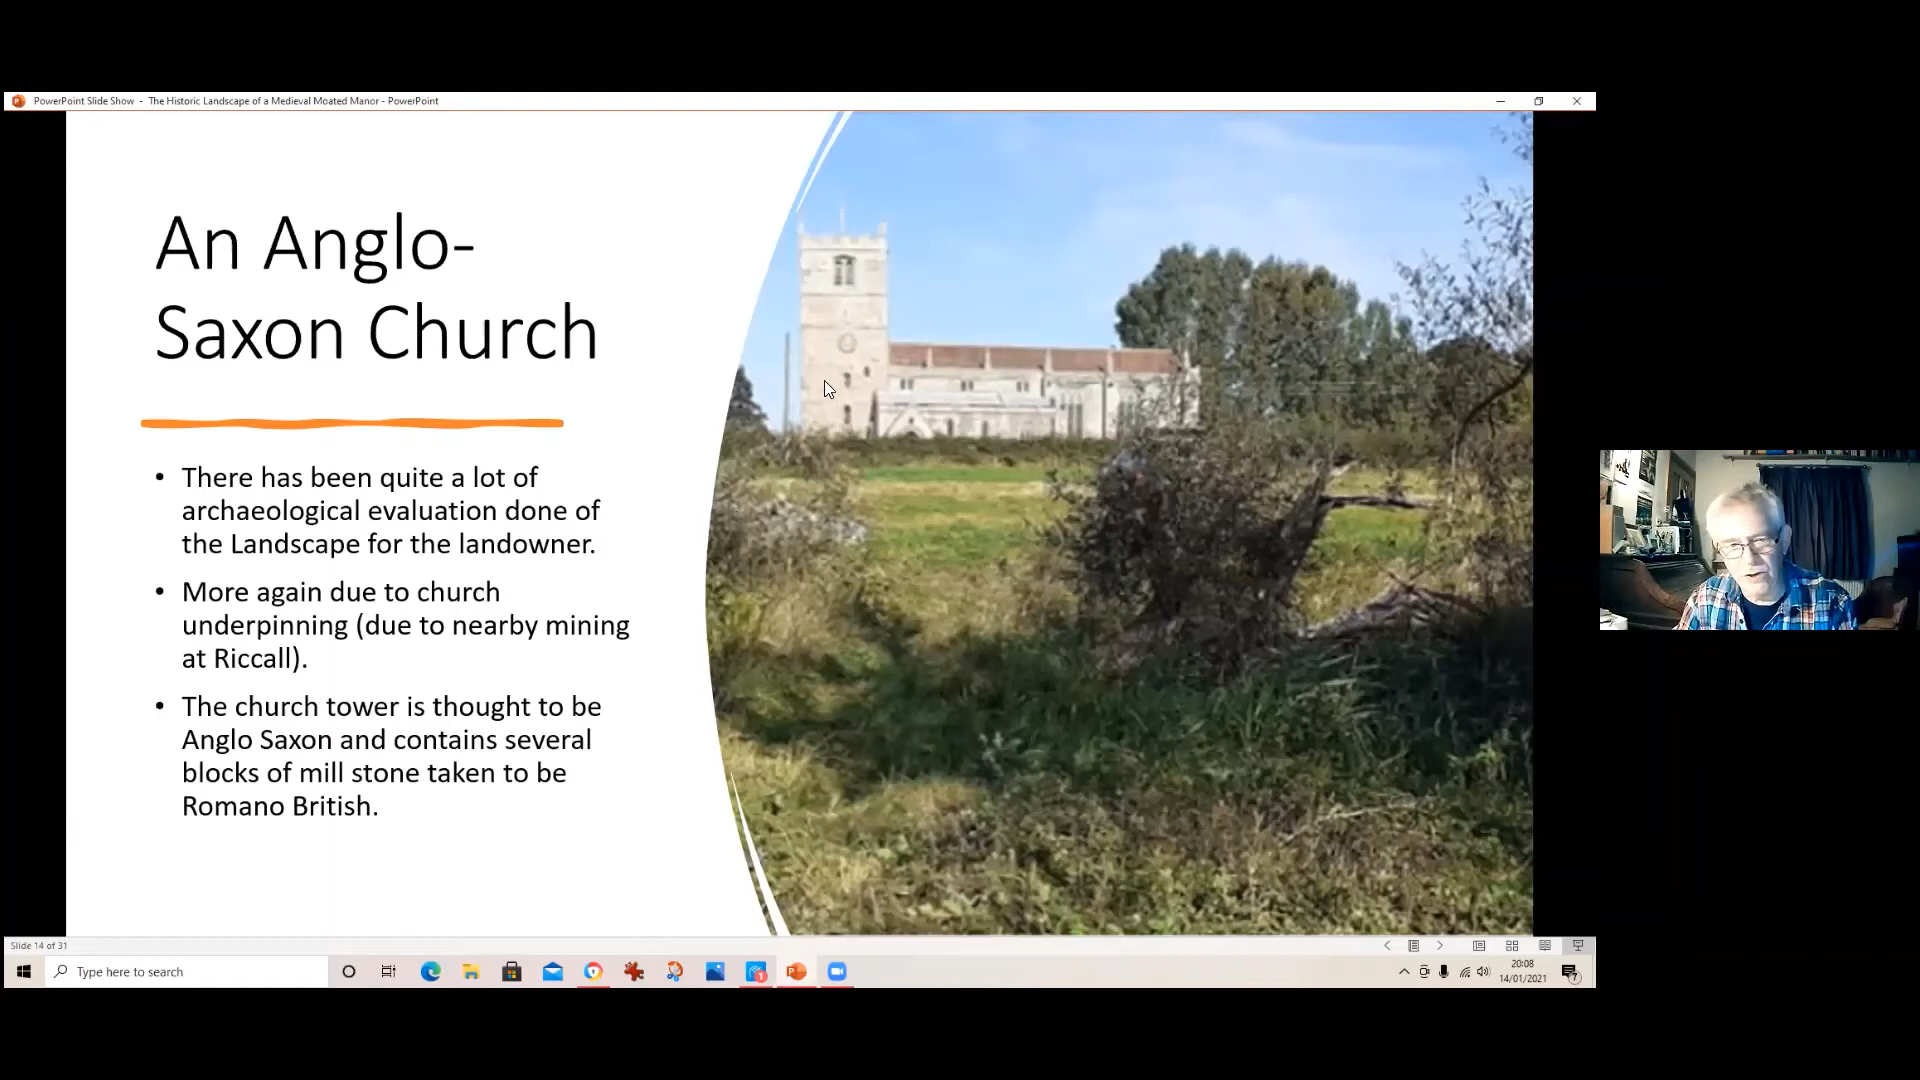 PowerPoint Slide Show - The Historic Landscape of a Medieval Moated Manor - PowerPoint
An Anglo-
Saxon Church
• There has been quite a lot of
archaeological evaluation done of
the Landscape for the landowner.
• More again due to church
underpinning (due to nearby mining
at Riccall).
• The church tower is thought to be
Anglo Saxon and contains several
blocks of mill stone taken to be
Romano British.
Slide 14 of 31
Type here to search
20:08
14/01/2021